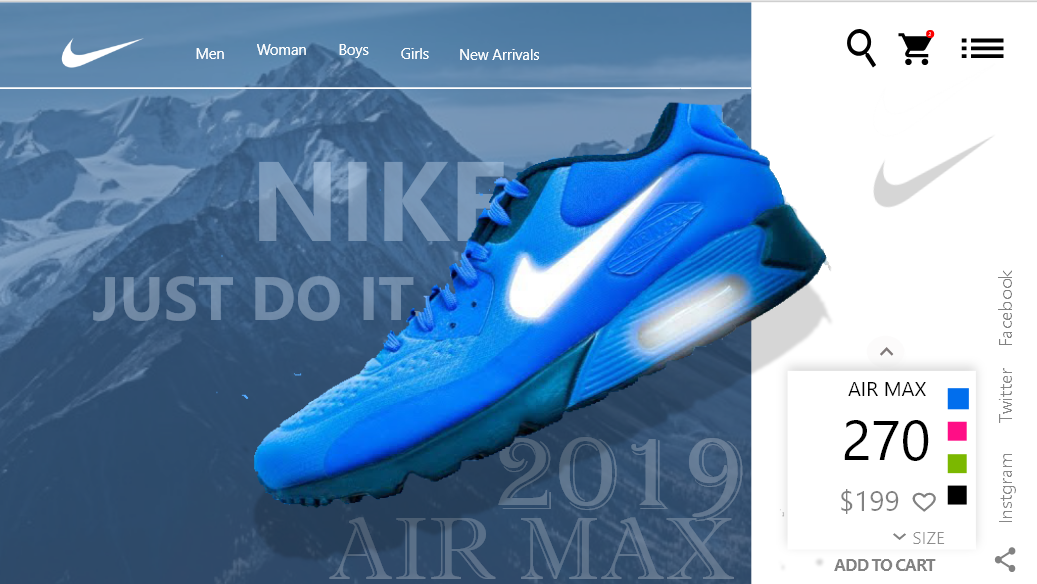 Men Woman Boys Girls New Arrivals
NIKE
JUST DO IT.
2019
AIR MAX
Facebook
Twitter
Instgram
AIR MAX
270
$199
SIZE
ADD TO CART